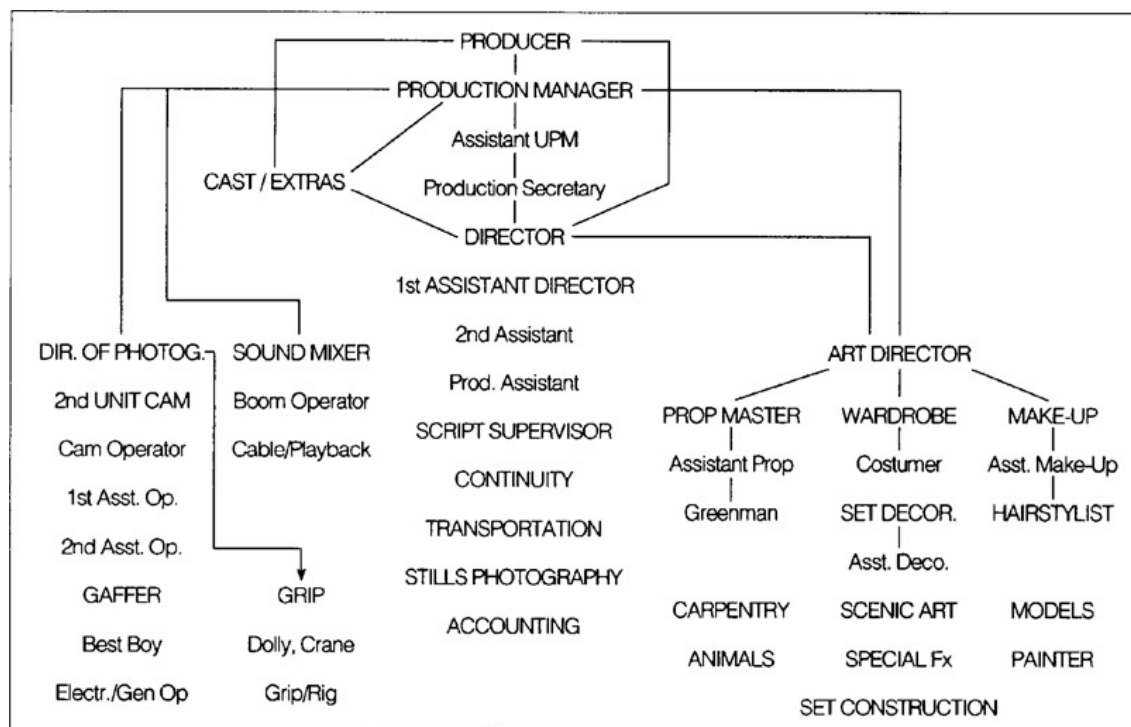 PRODUCER
PRODUCTION MANAGER
Assistant UPM
CAST / EXTRAS
Production Secretary
DIRECTOR
1st ASSISTANT DIRECTOR
2nd Assistant
Prod. Assistant
SCRIPT SUPERVISOR
CONTINUITY
TRANSPORTATION
STILLS PHOTOGRAPHY
ACCOUNTING
DIR. OF PHOTOG.
2nd UNIT CAM
Cam Operator
1st Asst. Op.
2nd Asst. Op.
GAFFER
Best Boy
Electr./Gen Op
SOUND MIXER
Boom Operator
Cable/Playback
GRIP
Dolly, Crane
Grip/Rig
ART DIRECTOR
PROP MASTER
Assistant Prop
Greenman
CARPENTRY
ANIMALS
WARDROBE
Costumer
SET DECOR.
Asst. Deco.
SCENIC ART
SPECIAL Fx
MAKE-UP
Asst. Make-Up
HAIRSTYLIST
MODELS
PAINTER
SET CONSTRUCTION